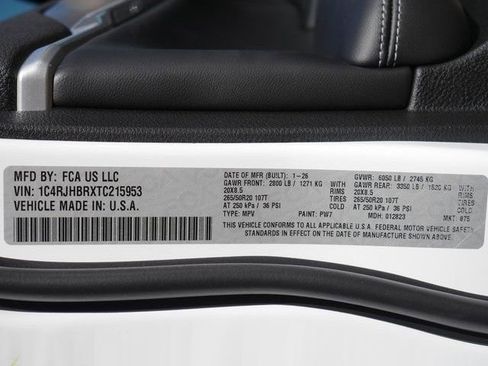 MFD BY: FCA US LLC
VIN: 1C4RJHBRXTC215953
VEHICLE MADE IN: U.S.A.
DATE OF MFR (BUILT): 1-26 GVWR: 6050 LB / 2745 KG
GAWR FRONT: 2800 LB / 1271 KG GAWR REAR: 3350 LB / 1520 KG
20X8.5 RIMS 20X8.5 RIMS
265/50R20 107T TIRES 265/50R20 107T TIRES
AT 250 kPa / 36 PSI COLD AT 250 kPa / 36 PSI COLD
TYPE: MPV PAINT: PW7 MDH: 012823 MKT: 875
THIS VEHICLE CONFORMS TO ALL APPLICABLE U.S.A. FEDERAL MOTOR VEHICLE SAFETY
STANDARDS IN EFFECT ON THE DATE OF MANUFACTURE SHOWN ABOVE.